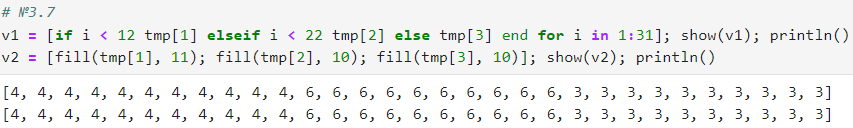 # №3.7
v1 = [if i < 12 tmp[1] elseif i < 22 tmp[2] else tmp[3] end for i in 1:31]; show(v1); println()
v2 = [fill(tmp[1], 11); fill(tmp[2], 10); fill(tmp[3], 10)]; show(v2); println()
[4, 4, 4, 4, 4, 4, 4, 4, 4, 4, 4, 6, 6, 6, 6, 6, 6, 6, 6, 6, 6, 3, 3, 3, 3, 3, 3, 3, 3, 3, 3]
[4, 4, 4, 4, 4, 4, 4, 4, 4, 4, 4, 6, 6, 6, 6, 6, 6, 6, 6, 6, 6, 3, 3, 3, 3, 3, 3, 3, 3, 3, 3]